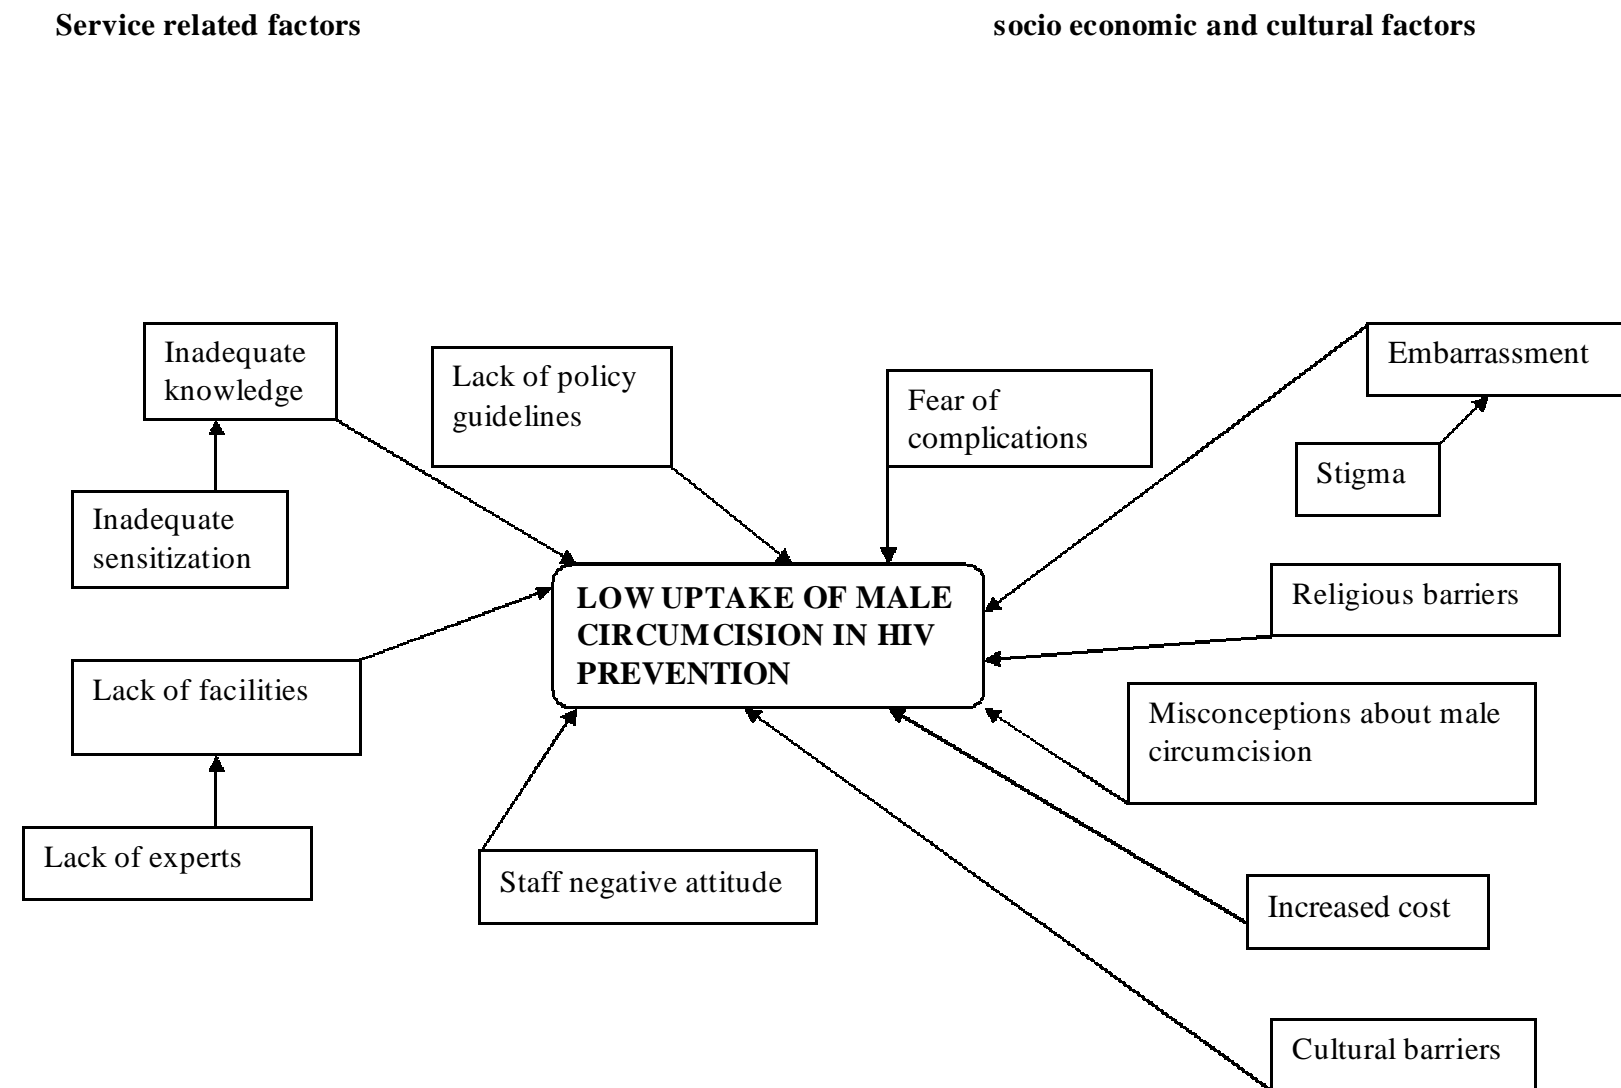 Service related factors
socio economic and cultural factors
Inadequate
knowledge
Lack of policy
guidelines
Fear of
complications
Embarrassment
Stigma
Inadequate
sensitization
LOW UPTAKE OF MALE
CIRCUMCISION IN HIV
PREVENTION
Religious barriers
Lack of facilities
Misconceptions about male
circumcision
Lack of experts
Staff negative attitude
Increased cost
Cultural barriers